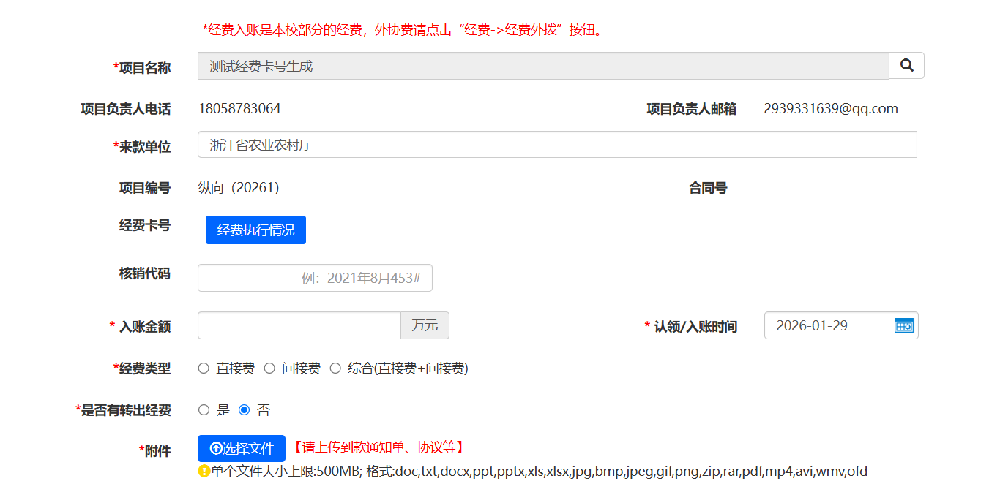 *经费入账是本校部分的经费，外协费请点击“经费->经费外拨”按钮。
*项目名称 测试经费卡号生成
项目负责人电话 18058783064 项目负责人邮箱 2939331639@qq.com
*来款单位 浙江省农业农村厅
项目编号 纵向（20261） 合同号
经费卡号 经费执行情况
核销代码 例：2021年8月453#
* 入账金额 万元 * 认领/入账时间 2026-01-29
*经费类型 直接费 间接费 综合(直接费+间接费)
*是否有转出经费 是 否
*附件 选择文件 【请上传到款通知单、协议等】
单个文件大小上限:500MB; 格式:doc,txt,docx,ppt,pptx,xls,xlsx,jpg,bmp,jpeg,gif,png,zip,rar,pdf,mp4,avi,wmv,ofd